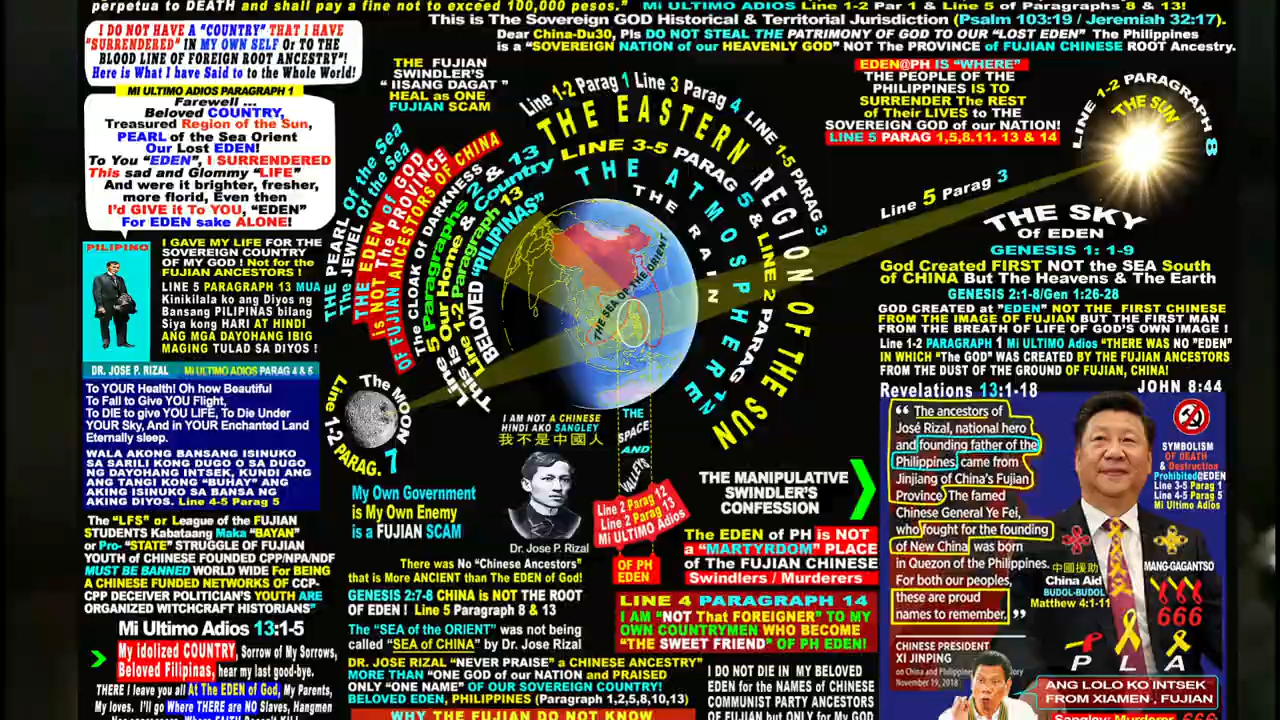 perpetua to DEATH and shall pay a fine not to exceed 100,000 pesos." Mi ULTIMO ADIOS Line 1-2 Par 1 & Line 5 of Paragraphs 8 & 13!
This is The Sovereign GOD Historical & Territorial Jurisdiction (Psalm 103:19 / Jeremiah 32:17).
Dear China-Du30, Pls DO NOT STEAL THE PATRIMONY OF GOD TO OUR "LOST EDEN" The Philippines
is a "SOVEREIGN NATION of our HEAVENLY GOD" NOT The PROVINCE of FUJIAN CHINESE ROOT Ancestry.
I DO NOT HAVE A "COUNTRY" THAT I HAVE
"SURRENDERED" IN MY OWN SELF Or TO THE
BLOOD LINE OF FOREIGN ROOT ANCESTRY"!
Here is What I have Said to to the Whole World!
MI ULTIMO ADIOS PARAGRAPH 1
Farewell ...
Beloved COUNTRY,
Treasured Region of the Sun,
PEARL of the Sea Orient
Our Lost EDEN!
To You "EDEN", I SURRENDERED
This sad and Glommy "LIFE"
And were it brighter, fresher,
more florid, Even then
I'd GIVE it To YOU, "EDEN"
For EDEN sake ALONE!
PILIPINO
I GAVE MY LIFE FOR THE
SOVEREIGN COUNTRY
OF MY GOD ! Not for the
FUJIAN ANCESTORS !
LINE 5 PARAGRAPH 13 MUA
Kinikilala ko ang Diyos ng
Bansang PILIPINAS bilang
Siya kong HARI AT HINDI
ANG MGA DAYOHANG IBIG
MAGING TULAD SA DIYOS !
DR. JOSE P. RIZAL Mi ULTIMO ADIOS PARAG 4 & 5
To YOUR Health! Oh how Beautiful
To Fall to Give YOU Flight,
To DIE to give YOU LIFE, To Die Under
YOUR Sky, And in YOUR Enchanted Land
Eternally sleep.
WALA AKONG BANSANG ISINUKO
SA SARILI KONG DUGO O SA DUGO
NG DAYOHANG INTSEK, KUNDI ANG
ANG TANGI KONG "BUHAY" ANG
AKING ISINUKO SA BANSA NG
AKING DIYOS. Line 4-5 Parag 5
The "LFS" or League of the FUJIAN
STUDENTS Kabataang Maka "BAYAN"
or Pro- "STATE" STRUGGLE OF FUJIAN
YOUTH of CHINESE FOUNDED CPP/NPA/NDF
MUST BE BANNED WORLD WIDE For BEING
A CHINESE FUNDED NETWORKS OF CCP-
CPP DECEIVER POLITICIAN'S YOUTH ARE
ORGANIZED WITCHCRAFT HISTORIANS"
Mi Ultimo Adios 13:1-5
My idolized COUNTRY, Sorrow of My Sorrows,
Beloved Filipinas, hear my last good-bye.
THERE I leave you all At The EDEN of God, My Parents,
My loves. I'll go Where THERE are NO Slaves, Hangmen
THE FUJIAN
SWINDLER'S
" IISANG DAGAT "
HEAL as ONE
FUJIAN SCAM
THE PEARL of the Sea
The JEWEL of the Sea
THE EDEN of GOD
is NOT The PROVINCE
OF FUJIAN ANCESTORS OF CHINA
The CLOAK of DARKNESS
Line 5 Paragraphs 2 & 13
This is Our Home & Country
Line 1-2 Paragraph 13
BELOVED "PILIPINAS"
Line 1-2 Parag 1 Line 3 Parag 4 LINE 1-5 PARAG 3
THE EASTERN REGION OF THE SUN
LINE 3-5 PARAG 5 & LINE 2 PARAG 1
THE ATMOSPHERE
THE RAIN
THE SEA OF THE ORIENT
The MOON
Line 1-2 PARAG. 7
EDEN@PH IS "WHERE"
THE PEOPLE OF THE
PHILIPPINES IS TO
SURRENDER The REST
of Their LIVES to THE
SOVEREIGN GOD of our NATION!
LINE 5 PARAG 1,5,8.11. 13 & 14
LINE 1-2 PARAGRAPH 8
THE SUN
Line 5 Parag 3
THE SKY
OF EDEN
GENESIS 1: 1-9
God Created FIRST NOT the SEA South
of CHINA But The Heavens & The Earth
GENESIS 2:1-8/Gen 1:26-28
GOD CREATED at "EDEN" NOT THE FIRST CHINESE
FROM THE IMAGE OF FUJIAN BUT THE FIRST MAN
FROM THE BREATH OF LIFE OF GOD'S OWN IMAGE !
Line 1-2 PARAGRAPH 1 Mi ULTIMO Adios "THERE WAS NO "EDEN"
IN WHICH "The GOD" WAS CREATED BY THE FUJIAN ANCESTORS
FROM THE DUST OF THE GROUND OF FUJIAN, CHINA!
Revelations 13:1-18 JOHN 8:44
I AM NOT A CHINESE
HINDI AKO SANGLEY
我不是中國人
Dr. Jose P. Rizal
THE
SPACE
AND
VALEYS
Line 2 Parag 12
Line 2 Parag 13
Mi ULTIMO Adios
OF PH
EDEN
My Own Government
is My Own Enemy
is a FUJIAN SCAM
There was No "Chinese Ancestors"
that is More ANCIENT than The EDEN of God!
GENESIS 2:7-8 CHINA is NOT THE ROOT
OF EDEN ! Line 5 Paragraph 8 & 13
The "SEA of the ORIENT" was not being
called "SEA of CHINA" by Dr. Jose Rizal
DR. JOSE RIZAL "NEVER PRAISE" a CHINESE ANCESTRY"
MORE THAN "ONE GOD of our NATION and PRAISED
ONLY "ONE NAME" OF OUR SOVEREIGN COUNTRY!
BELOVED EDEN, PHILIPPINES (Paragraph 1,2,5,8,10,13)
WHY THE FUJIAN DO NOT KNOW
THE MANIPULATIVE
SWINDLER'S
CONFESSION
The EDEN of PH is NOT
a "MARTYRDOM" PLACE
of The FUJIAN CHINESE
Swindlers / Murderers
LINE 4 PARAGRAPH 14
I AM "NOT That FOREIGNER" TO MY
OWN COUNTRYMEN WHO BECOME
"THE SWEET FRIEND" OF PH EDEN!
I DO NOT DIE IN MY BELOVED
EDEN for the NAMES of CHINESE
COMMUNIST PARTY ANCESTORS
OF FUJIAN but ONLY for My GOD
" The ancestors of
José Rizal, national hero
and founding father of the
Philippines, came from
Jinjiang of China's Fujian
Province. The famed
Chinese General Ye Fei,
who fought for the founding
of New China, was born
in Quezon of the Philippines.
For both our peoples,
these are proud
names to remember. "
CHINESE PRESIDENT
XI JINPING
on China and Philippines
November 19, 2018
SYMBOLISM
OF DEATH
& Destruction
Prohibited@EDEN
Line 3-5 Parag 1
Line 4-5 Parag 5
Mi Ultimo Adios
中國援助
China Aid
BUDOL-BUDOL
Matthew 4:1-11
MANG-GAGANTSO
666
P L A
ANG LOLO KO INTSEK
FROM XIAMEN , FUJIAN